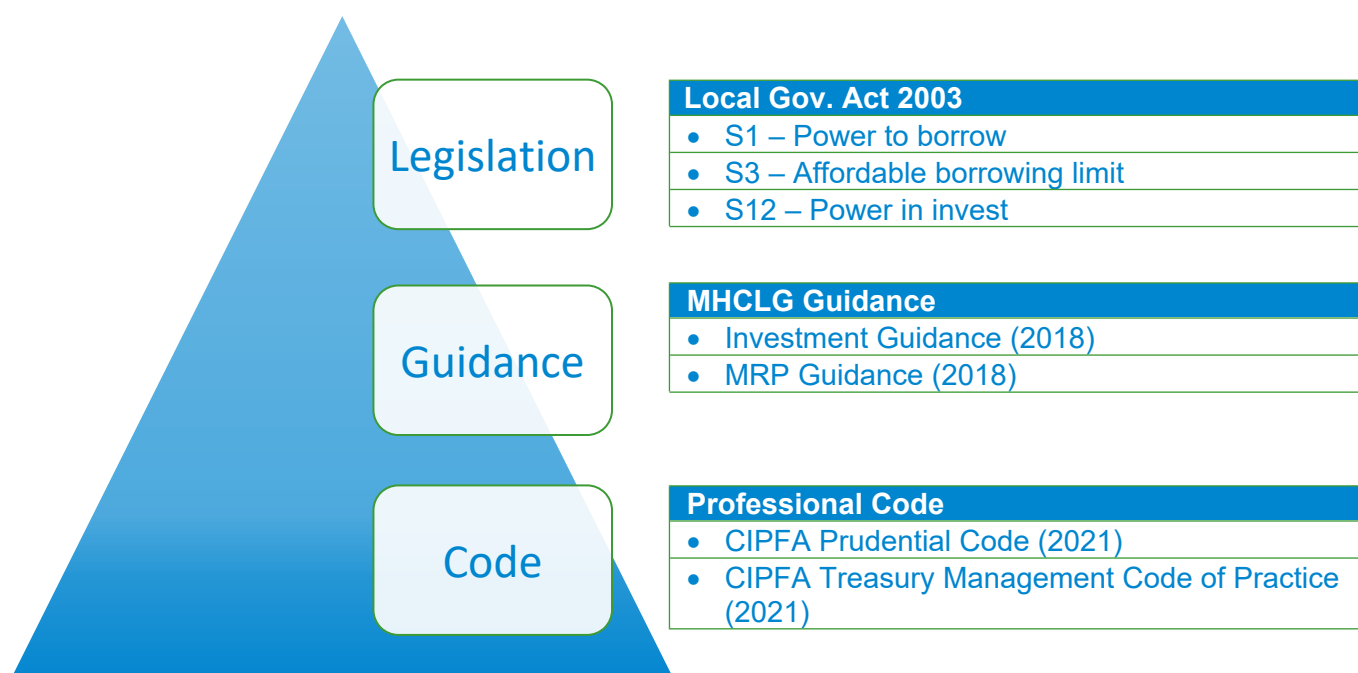 Legislation
Local Gov. Act 2003
• S1 – Power to borrow
• S3 – Affordable borrowing limit
• S12 – Power in invest
Guidance
MHCLG Guidance
• Investment Guidance (2018)
• MRP Guidance (2018)
Code
Professional Code
• CIPFA Prudential Code (2021)
• CIPFA Treasury Management Code of Practice
(2021)